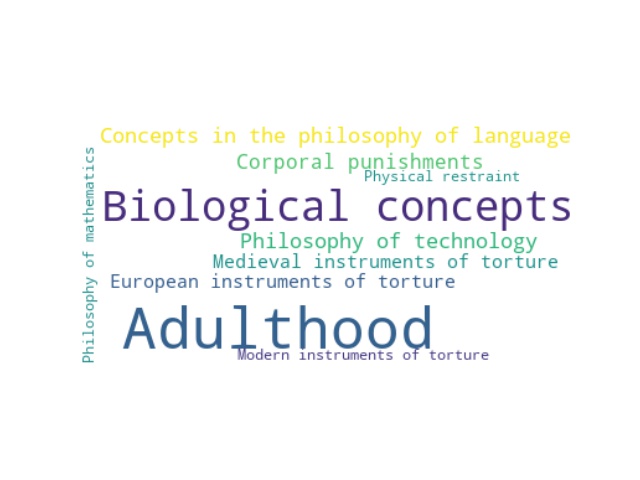 Concepts in the philosophy of language
Corporal punishments
Physical restraint
Biological concepts
Philosophy of technology
Medieval instruments of torture
European instruments of torture
Adulthood
Modern instruments of torture
Philosophy of mathematics